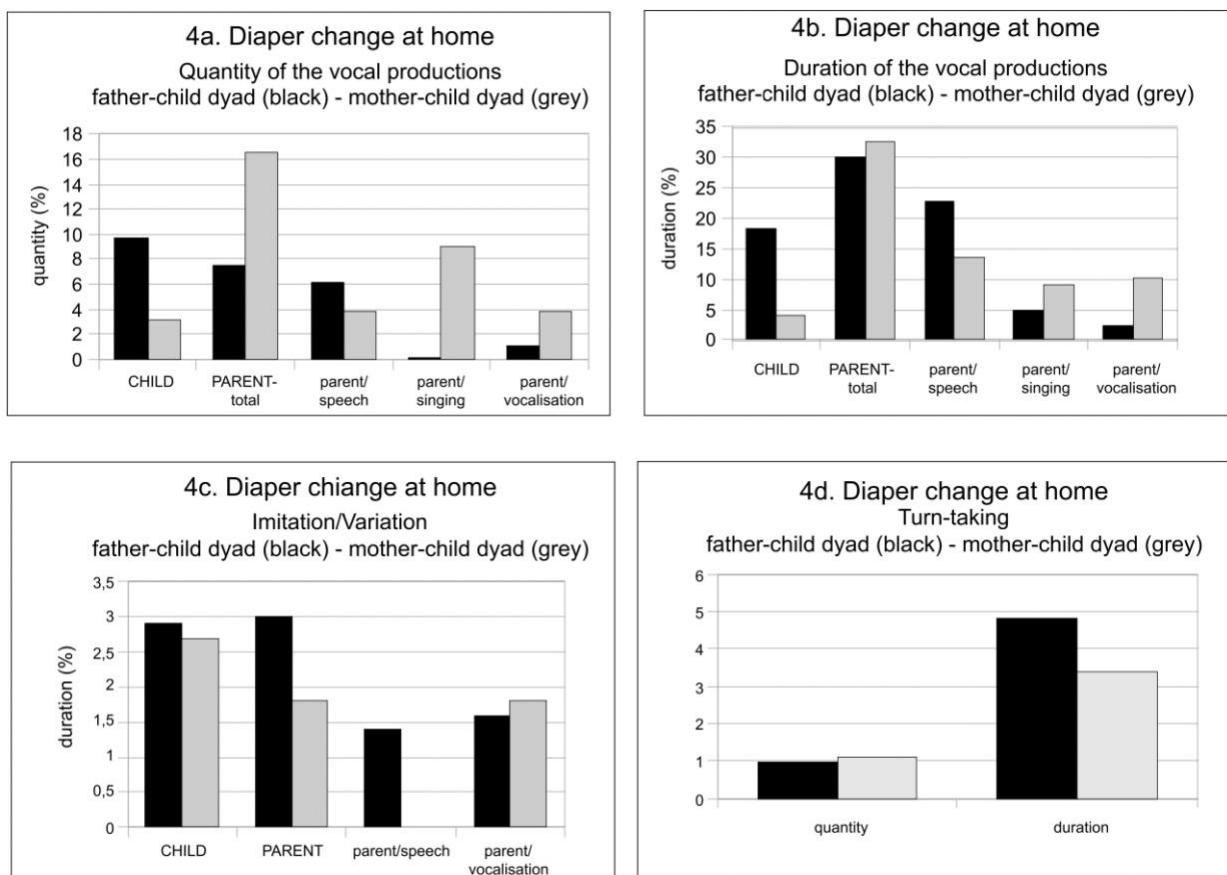 4a. Diaper change at home
Quantity of the vocal productions
father-child dyad (black) - mother-child dyad (grey)
quantity (%)
18
16
14
12
10
8
6
4
2
0
CHILD
PARENT-
total
parent/
speech
parent/
singing
parent/
vocalisation
4b. Diaper change at home
Duration of the vocal productions
father-child dyad (black) - mother-child dyad (grey)
duration (%)
35
30
25
20
15
10
5
0
CHILD
PARENT-
total
parent/
speech
parent/
singing
parent/
vocalisation
4c. Diaper chiange at home
Imitation/Variation
father-child dyad (black) - mother-child dyad (grey)
duration (%)
3,5
3
2,5
2
1,5
1
0,5
0
CHILD
PARENT
parent/speech
parent/
vocalisation
4d. Diaper change at home
Turn-taking
father-child dyad (black) - mother-child dyad (grey)
6
5
4
3
2
1
0
quantity
duration